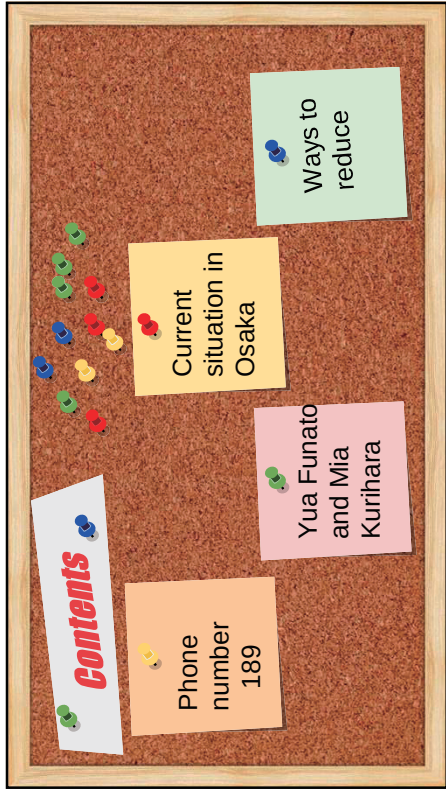 Contents
Phone
number
189
Yua Funato
and Mia
Kurihara
Current
situation in
Osaka
Ways to
reduce